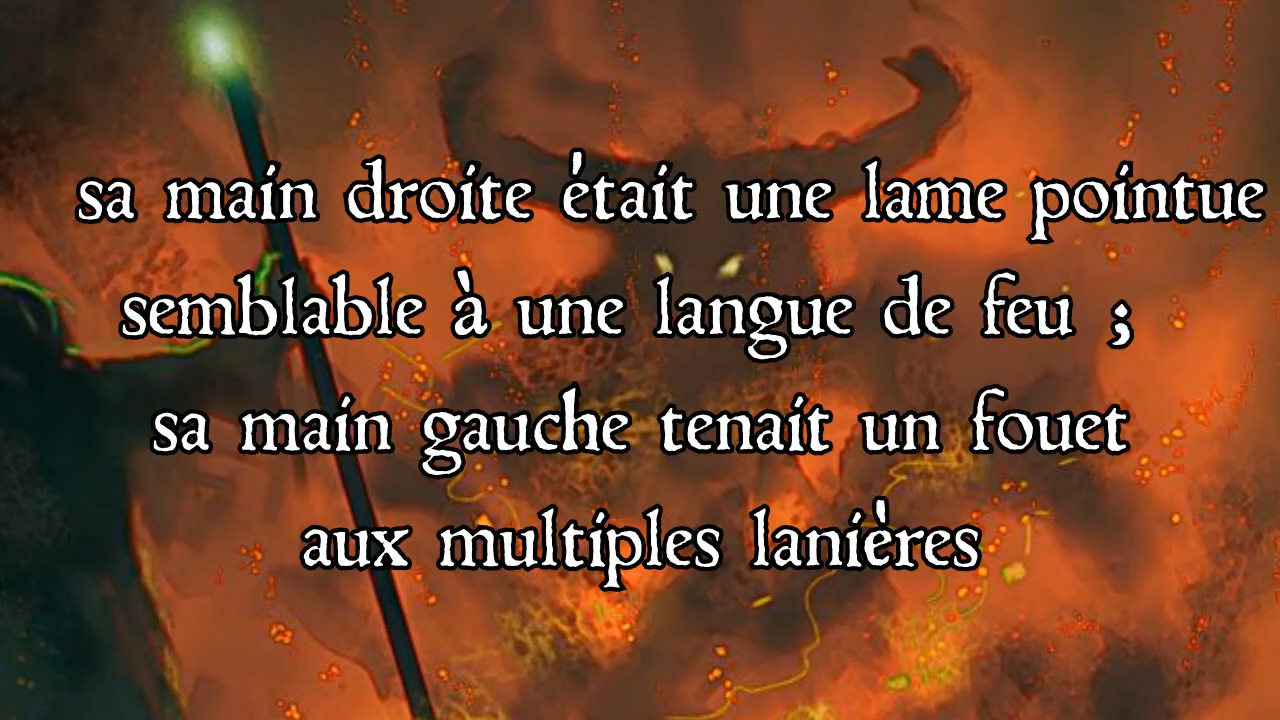 sa main droite était une lame pointue
semblable à une langue de feu ;
sa main gauche tenait un fouet
aux multiples lanières